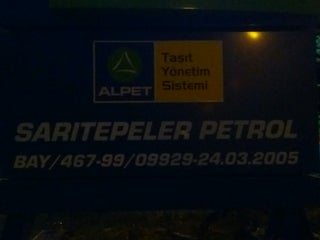 ALPET
Taşıt
Yönetim
Sistemi
SARITEPELER PETROL
BAY/467-99/09929-24.03.2005